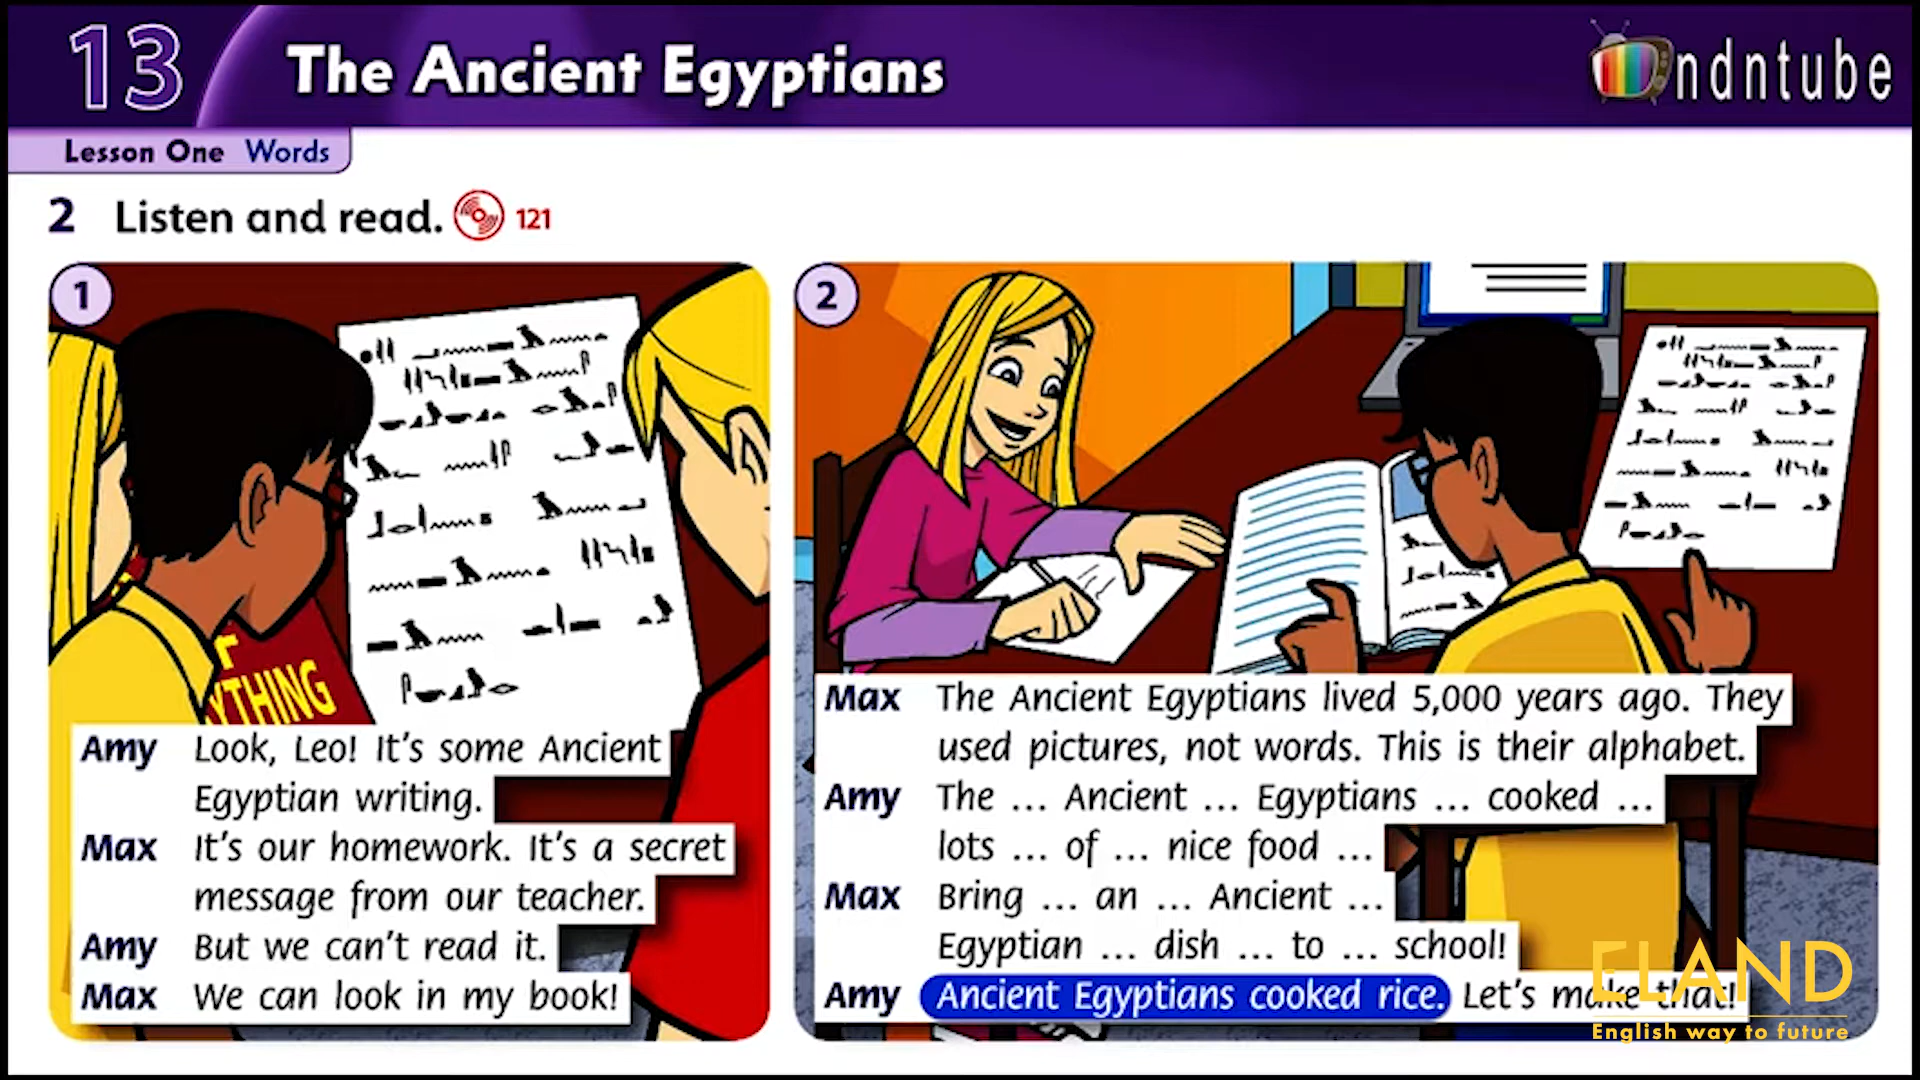 13 The Ancient Egyptians
ndntube
Lesson One Words
2 Listen and read. 121
1
YTHING
Amy Look, Leo! It's some Ancient
Egyptian writing.
Max It's our homework. It's a secret
message from our teacher.
Amy But we can't read it.
Max We can look in my book!
2
Max The Ancient Egyptians lived 5,000 years ago. They
used pictures, not words. This is their alphabet.
Amy The ... Ancient ... Egyptians ... cooked ...
lots ... of ... nice food ...
Max Bring ... an ... Ancient ...
Egyptian ... dish ... to ... school!
Amy Ancient Egyptians cooked rice. Let's make that!
ELAND
English way to future